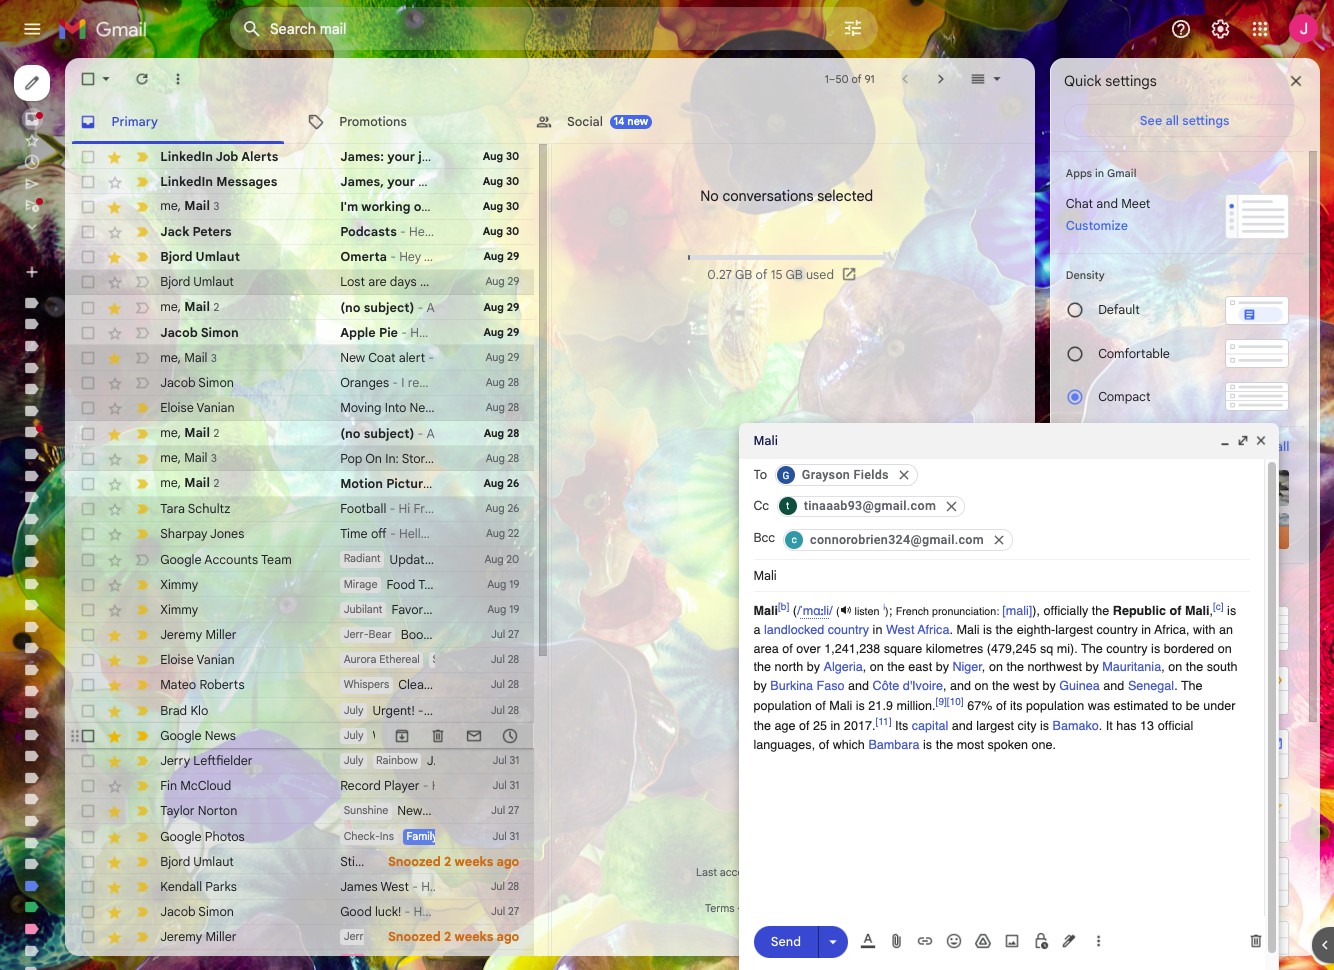 Gmail
Search mail
J
1–50 of 91
Primary
Promotions
Social 14 new
LinkedIn Job Alerts James: your j... Aug 30
LinkedIn Messages James, your ... Aug 30
me, Mail 3 I'm working o... Aug 30
Jack Peters Podcasts - He... Aug 30
Bjord Umlaut Omerta - Hey ... Aug 29
Bjord Umlaut Lost are days ... Aug 29
me, Mail 2 (no subject) - A Aug 29
Jacob Simon Apple Pie - H... Aug 29
me, Mail 3 New Coat alert - Aug 29
Jacob Simon Oranges - I re... Aug 28
Eloise Vanian Moving Into Ne... Aug 28
me, Mail 2 (no subject) - A Aug 28
me, Mail 3 Pop On In: Stor... Aug 28
me, Mail 2 Motion Pictur... Aug 26
Tara Schultz Football - Hi Fr... Aug 26
Sharpay Jones Time off - Hell... Aug 22
Google Accounts Team Radiant Updat... Aug 20
Ximmy Mirage Food T... Aug 19
Ximmy Jubilant Favor... Aug 19
Jeremy Miller Jerr-Bear Boo... Jul 27
Eloise Vanian Aurora Ethereal Jul 28
Mateo Roberts Whispers Clea... Jul 28
Brad Klo July Urgent! -... Jul 28
Google News July
Jerry Leftfielder July Rainbow J. Jul 31
Fin McCloud Record Player - Jul 31
Taylor Norton Sunshine New... Jul 27
Google Photos Check-Ins Family Jul 31
Bjord Umlaut Sti... Snoozed 2 weeks ago
Kendall Parks James West - H.. Jul 28
Jacob Simon Good luck! - H... Jul 27
Jeremy Miller Jerr Snoozed 2 weeks ago
No conversations selected
0.27 GB of 15 GB used
Last acc
Terms
Quick settings
See all settings
Apps in Gmail
Chat and Meet
Customize
Density
Default
Comfortable
Compact
all
Mali
To G Grayson Fields
Cc t tinaaab93@gmail.com
Bcc c connorobrien324@gmail.com
Mali
Mali[b] (/ˈmɑːli/ (listen ⁱ); French pronunciation: [mali]), officially the Republic of Mali,[c] is
a landlocked country in West Africa. Mali is the eighth-largest country in Africa, with an
area of over 1,241,238 square kilometres (479,245 sq mi). The country is bordered on
the north by Algeria, on the east by Niger, on the northwest by Mauritania, on the south
by Burkina Faso and Côte d'Ivoire, and on the west by Guinea and Senegal. The
population of Mali is 21.9 million.[9][10] 67% of its population was estimated to be under
the age of 25 in 2017.[11] Its capital and largest city is Bamako. It has 13 official
languages, of which Bambara is the most spoken one.
Send